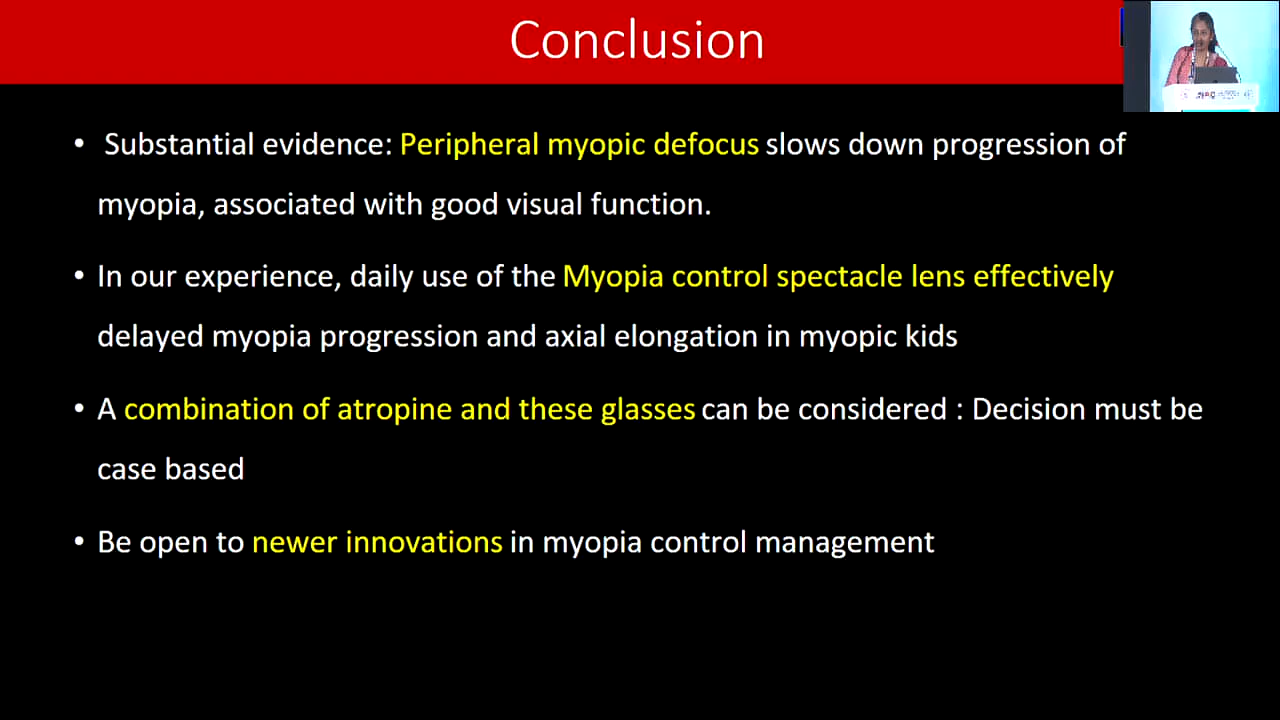 Conclusion
• Substantial evidence: Peripheral myopic defocus slows down progression of
myopia, associated with good visual function.
• In our experience, daily use of the Myopia control spectacle lens effectively
delayed myopia progression and axial elongation in myopic kids
• A combination of atropine and these glasses can be considered : Decision must be
case based
• Be open to newer innovations in myopia control management